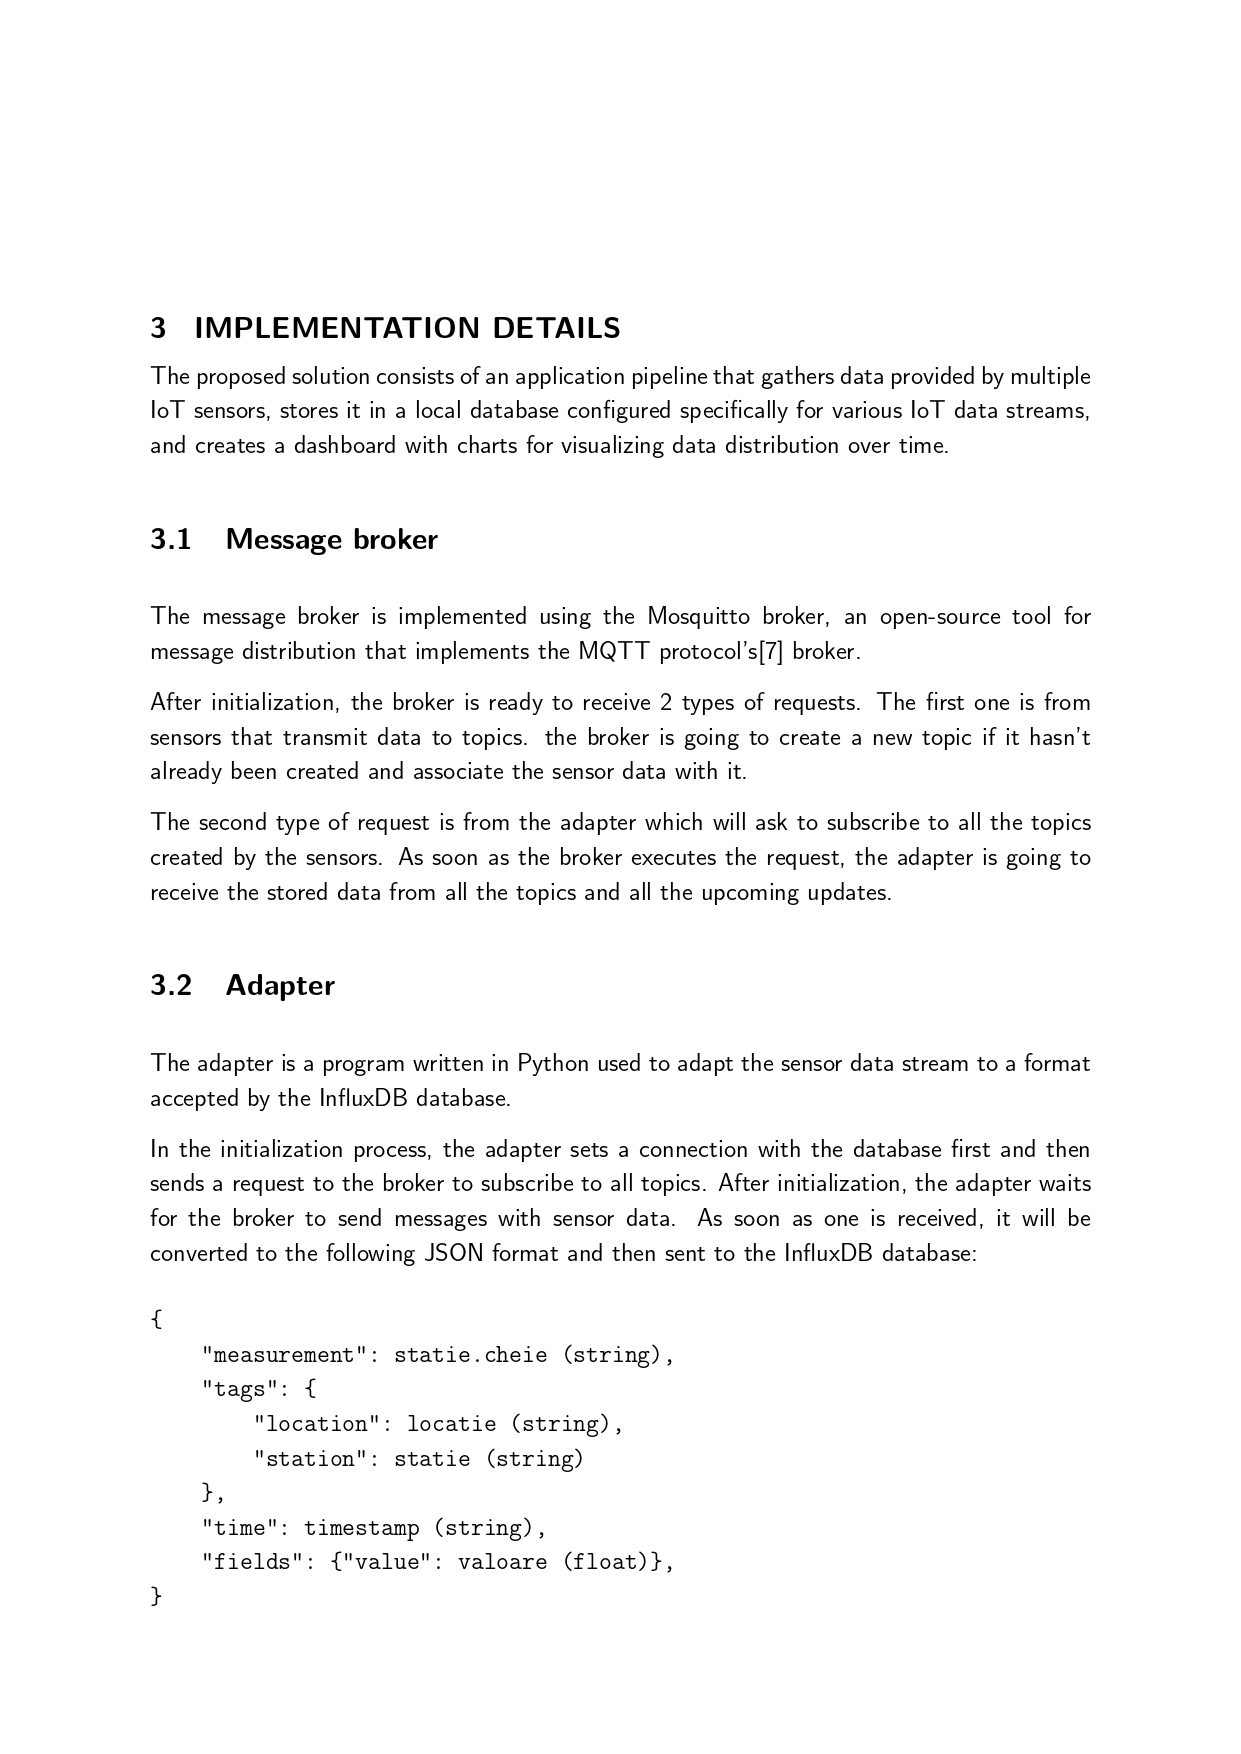 3 IMPLEMENTATION DETAILS
The proposed solution consists of an application pipeline that gathers data provided by multiple
IoT sensors, stores it in a local database configured specifically for various IoT data streams,
and creates a dashboard with charts for visualizing data distribution over time.
3.1 Message broker
The message broker is implemented using the Mosquitto broker, an open-source tool for
message distribution that implements the MQTT protocol's[7] broker.
After initialization, the broker is ready to receive 2 types of requests. The first one is from
sensors that transmit data to topics. the broker is going to create a new topic if it hasn't
already been created and associate the sensor data with it.
The second type of request is from the adapter which will ask to subscribe to all the topics
created by the sensors. As soon as the broker executes the request, the adapter is going to
receive the stored data from all the topics and all the upcoming updates.
3.2 Adapter
The adapter is a program written in Python used to adapt the sensor data stream to a format
accepted by the InfluxDB database.
In the initialization process, the adapter sets a connection with the database first and then
sends a request to the broker to subscribe to all topics. After initialization, the adapter waits
for the broker to send messages with sensor data. As soon as one is received, it will be
converted to the following JSON format and then sent to the InfluxDB database:
{
    "measurement": statie.cheie (string),
    "tags": {
        "location": locatie (string),
        "station": statie (string)
    },
    "time": timestamp (string),
    "fields": {"value": valoare (float)},
}